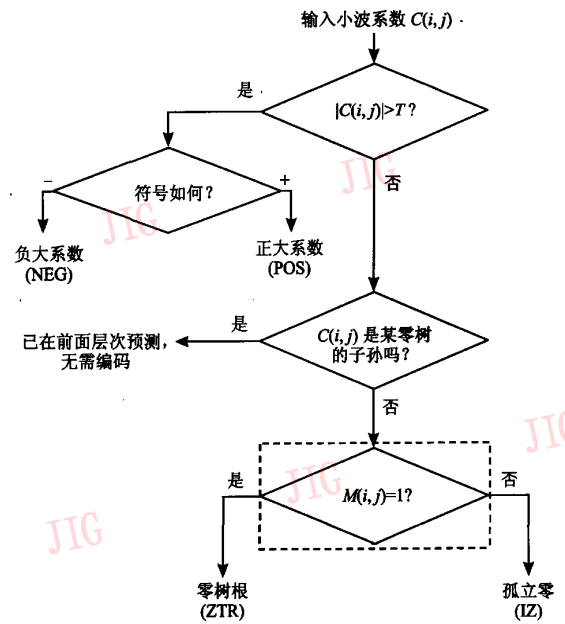 输入小波系数 C(i,j)
是
|C(i,j)|>T?
否
JIG
−
符号如何?
+
JIG
负大系数
(NEG)
正大系数
(POS)
是
C(i,j) 是某零树
的子孙吗?
已在前面层次预测,
无需编码
否
JIG
是
M(i,j)=1?
否
JIG
JIG
零树根
(ZTR)
孤立零
(IZ)